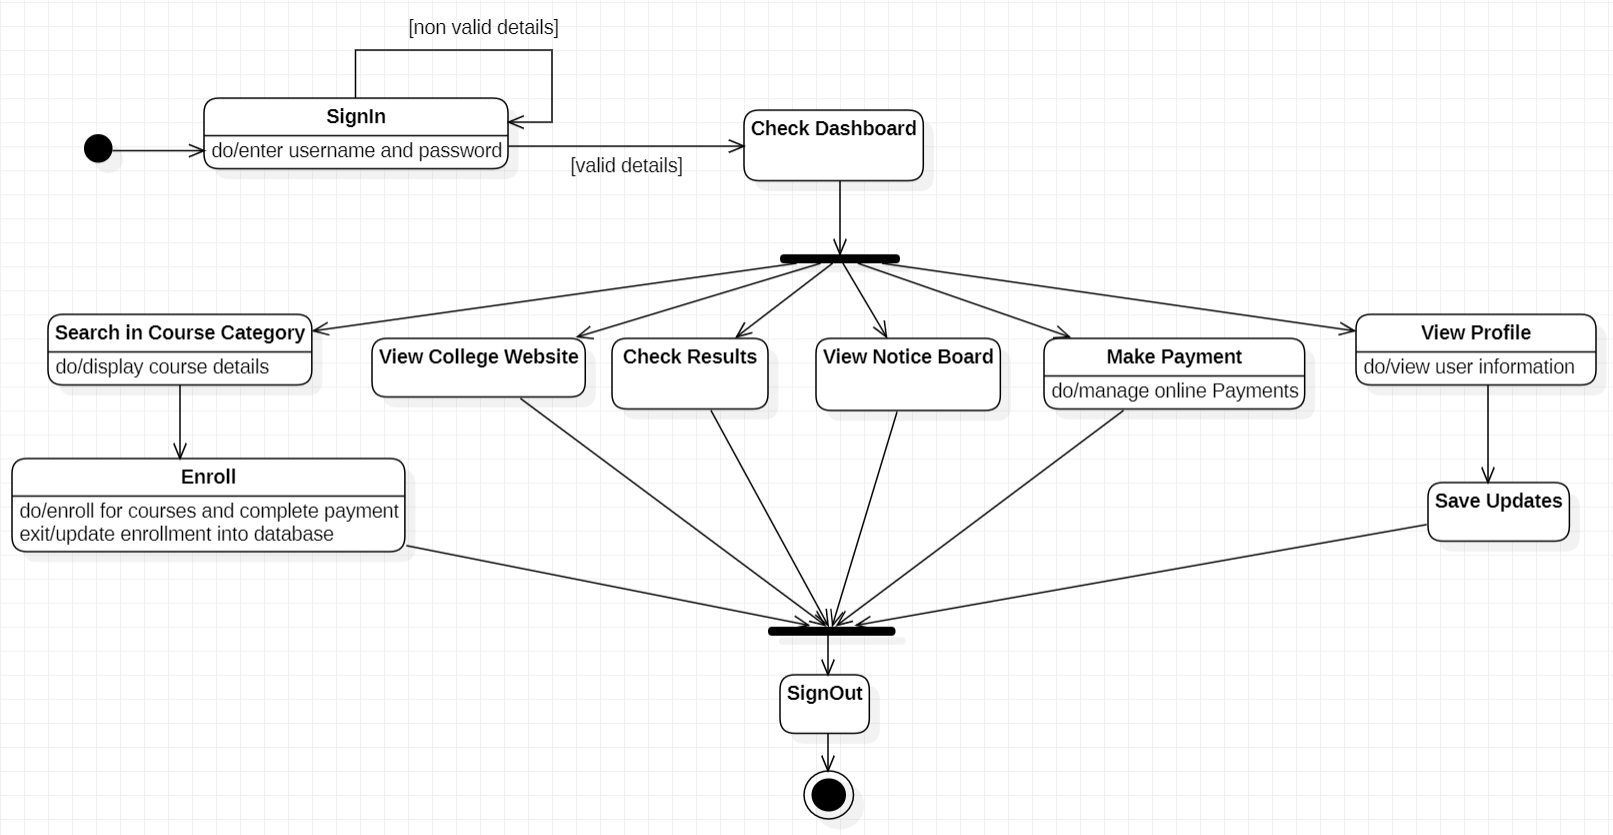 [non valid details]
SignIn
do/enter username and password
[valid details]
Check Dashboard
Search in Course Category
do/display course details
View College Website
Check Results
View Notice Board
Make Payment
do/manage online Payments
View Profile
do/view user information
Enroll
do/enroll for courses and complete payment
exit/update enrollment into database
Save Updates
SignOut